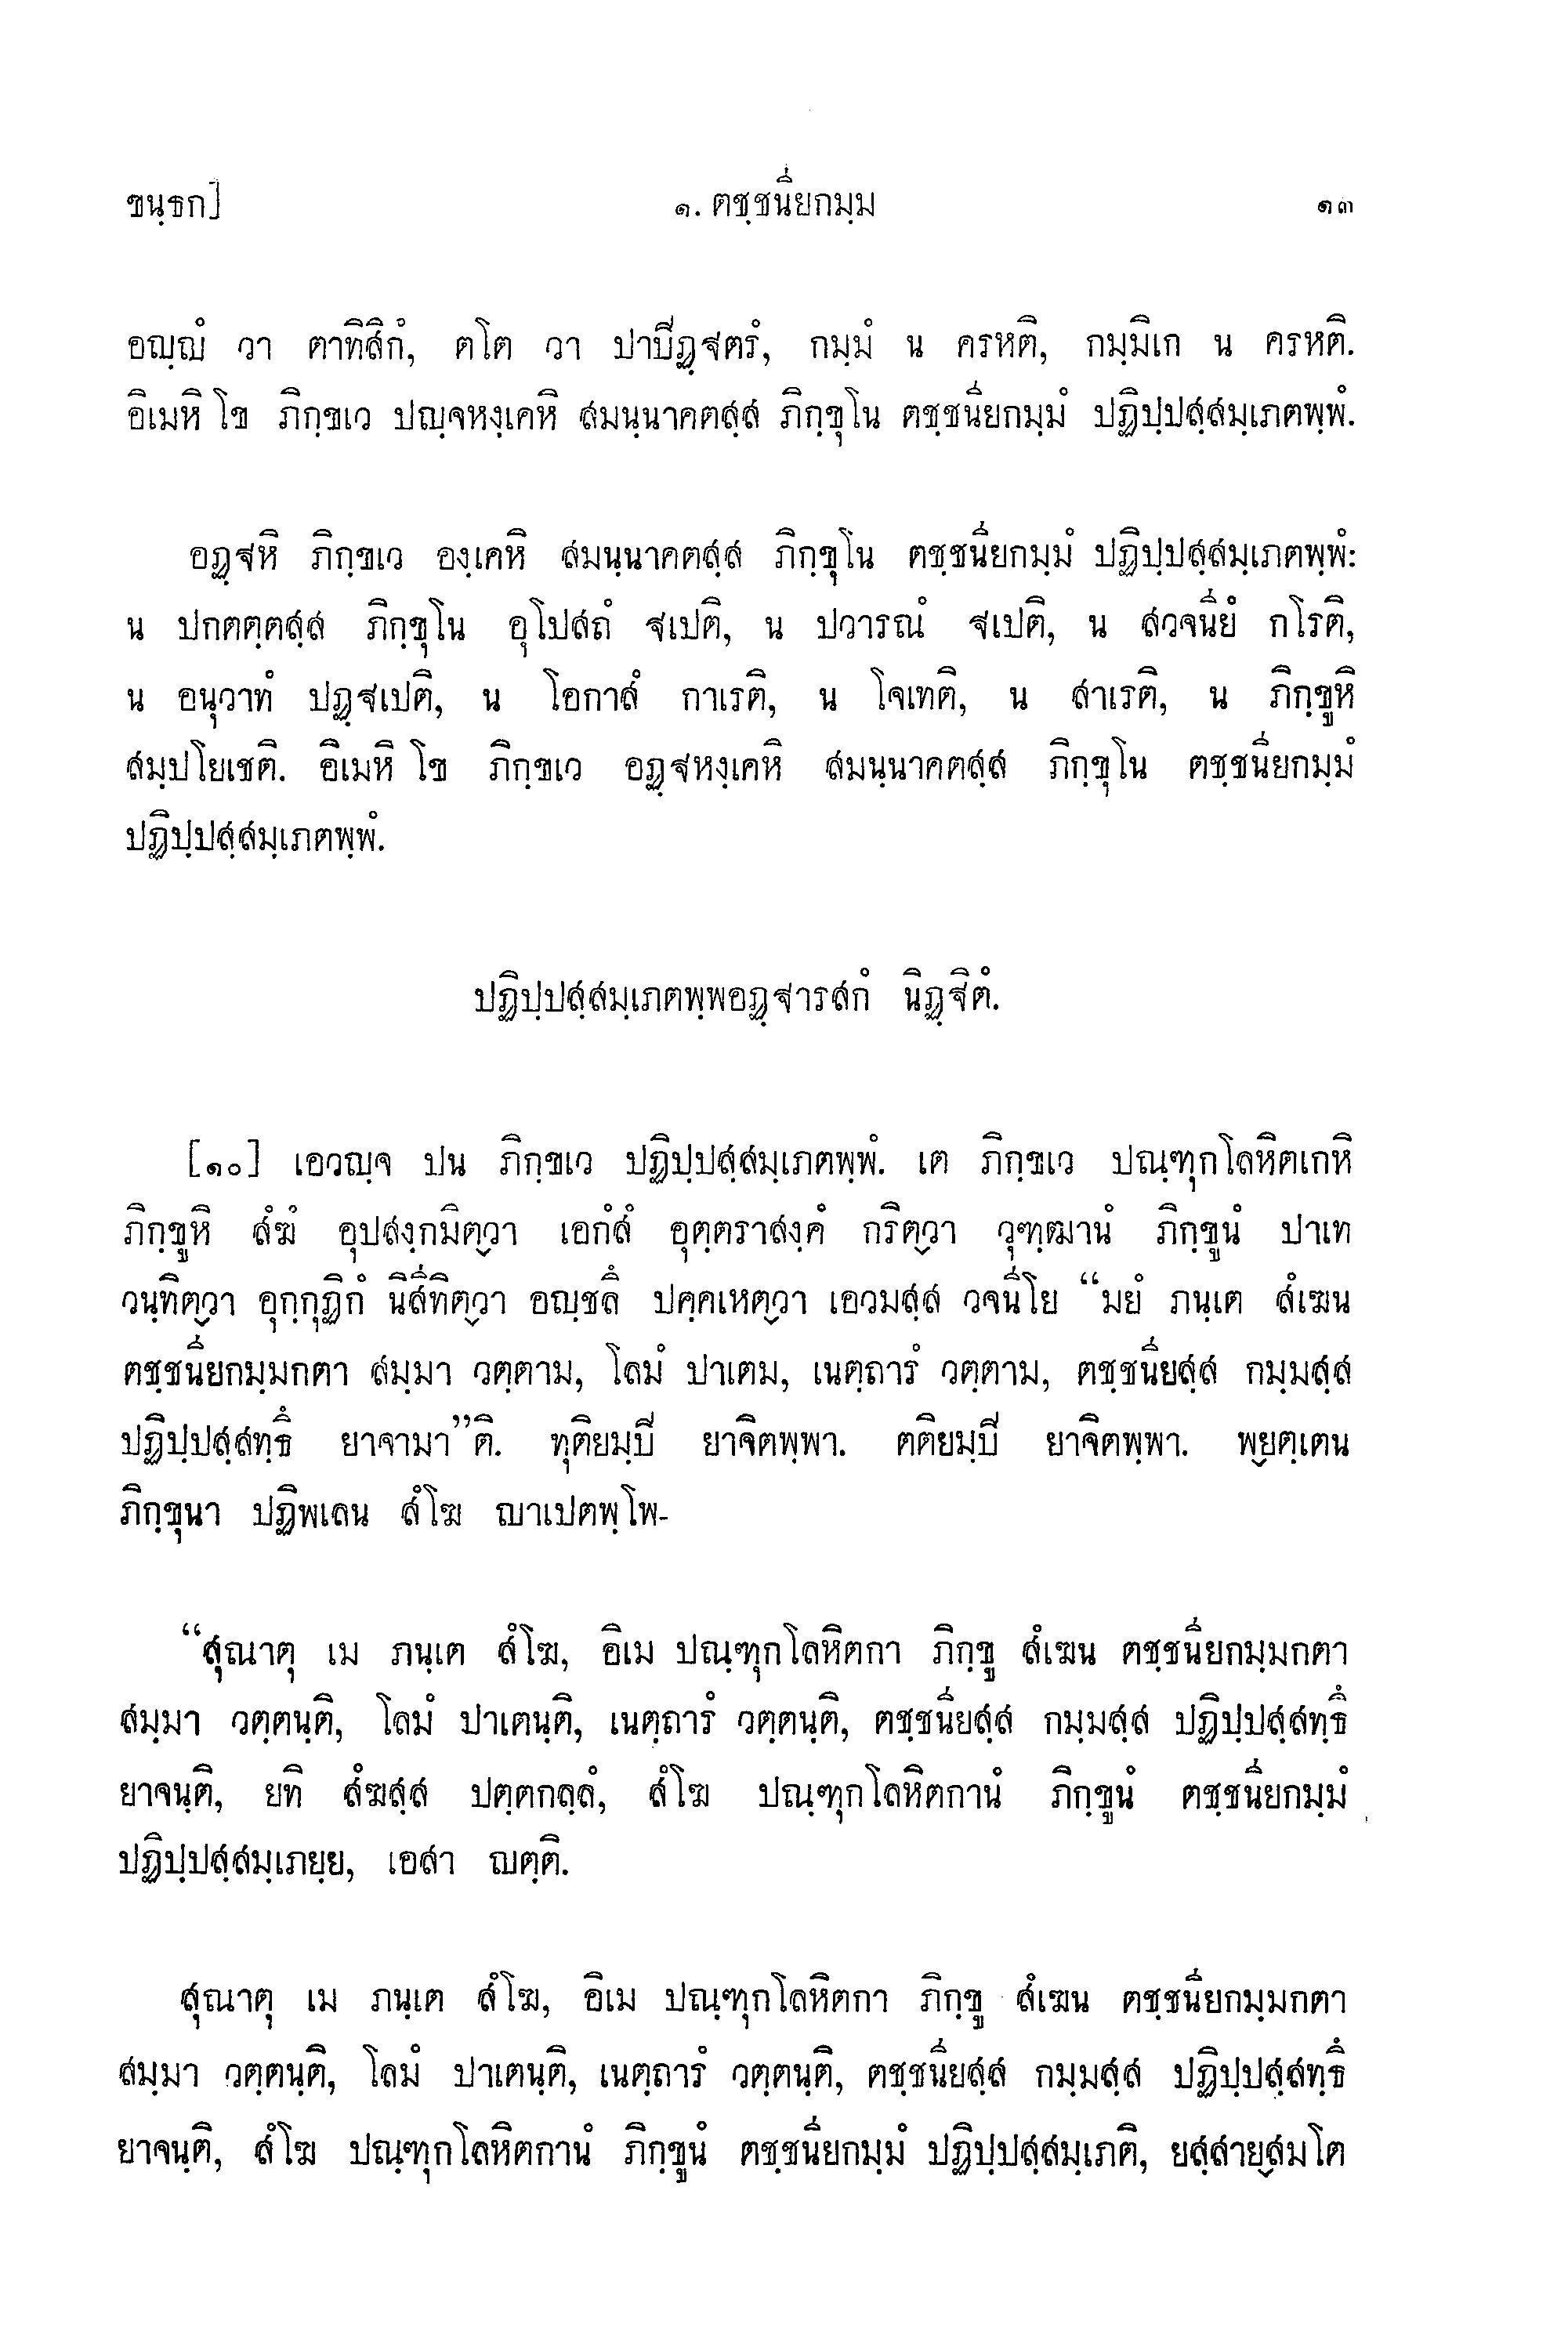 ขนฺธก]
๑. ตชฺชนียกมฺม
๑๓
อญฺญํ วา ตาทิสิกํ, ตโต วา ปาปิฏฺฐตรํ, กมฺมํ น ครหติ, กมฺมิเก น ครหติ.
อิเมหิ โข ภิกฺขเว ปญฺจหงฺเคหิ สมนฺนาคตสฺส ภิกฺขุโน ตชฺชนียกมฺมํ ปฏิปฺปสฺสมฺเภตพฺพํ.
อฏฺฐหิ ภิกฺขเว องฺเคหิ สมนฺนาคตสฺส ภิกฺขุโน ตชฺชนียกมฺมํ ปฏิปฺปสฺสมฺเภตพฺพํ:
น ปกตตฺตสฺส ภิกฺขุโน อุโปสถํ ฐเปติ, น ปวารณํ ฐเปติ, น สวจนียํ กโรติ,
น อนุวาทํ ปฏฺฐเปติ, น โอกาสํ กาเรติ, น โจเทติ, น สาเรติ, น ภิกฺขูหิ
สมฺปโยเชติ. อิเมหิ โข ภิกฺขเว อฏฺฐหงฺเคหิ สมนฺนาคตสฺส ภิกฺขุโน ตชฺชนียกมฺมํ
ปฏิปฺปสฺสมฺเภตพฺพํ.
ปฏิปฺปสฺสมฺเภตพฺพอฏฺฐารสกํ นิฏฺฐิตํ.
[๑๐] เอวญฺจ ปน ภิกฺขเว ปฏิปฺปสฺสมฺเภตพฺพํ. เต ภิกฺขเว ปณฺฑุกโลหิตเกหิ
ภิกฺขูหิ สํฆํ อุปสงฺกมิตฺวา เอกํสํ อุตฺตราสงฺคํ กริตฺวา วุฑฺฒานํ ภิกฺขูนํ ปาเท
วนฺทิตฺวา อุกฺกุฏิกํ นิสีทิตฺวา อญฺชลึ ปคฺคเหตฺวา เอวมสฺส วจนีโย “มยํ ภนฺเต สํเฆน
ตชฺชนียกมฺมกตา สมฺมา วตฺตาม, โลมํ ปาเตม, เนตฺถารํ วตฺตาม, ตชฺชนียสฺส กมฺมสฺส
ปฏิปฺปสฺสทฺธึ ยาจามา”ติ. ทุติยมฺปิ ยาจิตพฺพา. ตติยมฺปิ ยาจิตพฺพา. พฺยตฺเตน
ภิกฺขุนา ปฏิพเลน สํโฆ ญาเปตพฺโพ-
“สุณาตุ เม ภนฺเต สํโฆ, อิเม ปณฺฑุกโลหิตกา ภิกฺขู สํเฆน ตชฺชนียกมฺมกตา
สมฺมา วตฺตนฺติ, โลมํ ปาเตนฺติ, เนตฺถารํ วตฺตนฺติ, ตชฺชนียสฺส กมฺมสฺส ปฏิปฺปสฺสทฺธึ
ยาจนฺติ, ยทิ สํฆสฺส ปตฺตกลฺลํ, สํโฆ ปณฺฑุกโลหิตกานํ ภิกฺขูนํ ตชฺชนียกมฺมํ
ปฏิปฺปสฺสมฺเภยฺย, เอสา ญตฺติ.
สุณาตุ เม ภนฺเต สํโฆ, อิเม ปณฺฑุกโลหิตกา ภิกฺขู สํเฆน ตชฺชนียกมฺมกตา
สมฺมา วตฺตนฺติ, โลมํ ปาเตนฺติ, เนตฺถารํ วตฺตนฺติ, ตชฺชนียสฺส กมฺมสฺส ปฏิปฺปสฺสทฺธึ
ยาจนฺติ, สํโฆ ปณฺฑุกโลหิตกานํ ภิกฺขูนํ ตชฺชนียกมฺมํ ปฏิปฺปสฺสมฺเภติ, ยสฺสายสฺมโต